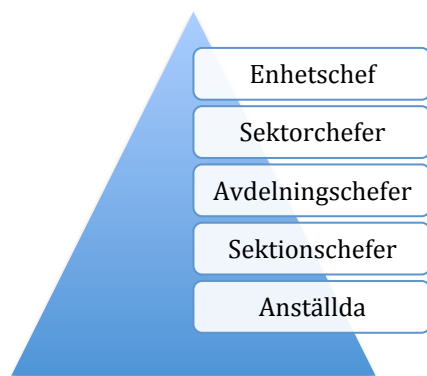 Enhetschef
Sektorchefer
Avdelningschefer
Sektionschefer
Anställda